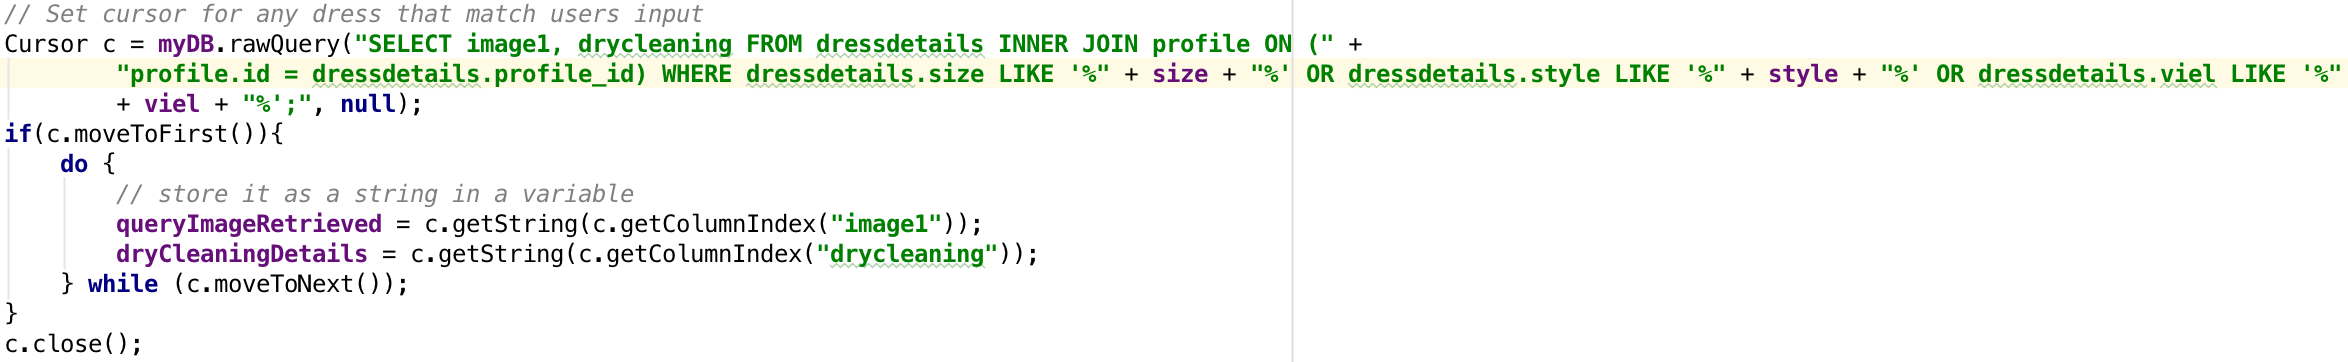 // Set cursor for any dress that match users input
Cursor c = myDB.rawQuery("SELECT image1, drycleaning FROM dressdetails INNER JOIN profile ON (" +
        "profile.id = dressdetails.profile_id) WHERE dressdetails.size LIKE '%" + size + "%' OR dressdetails.style LIKE '%" + style + "%' OR dressdetails.viel LIKE '%"
        + viel + "%';", null);
if(c.moveToFirst()){
    do {
        // store it as a string in a variable
        queryImageRetrieved = c.getString(c.getColumnIndex("image1"));
        dryCleaningDetails = c.getString(c.getColumnIndex("drycleaning"));
    } while (c.moveToNext());
}
c.close();